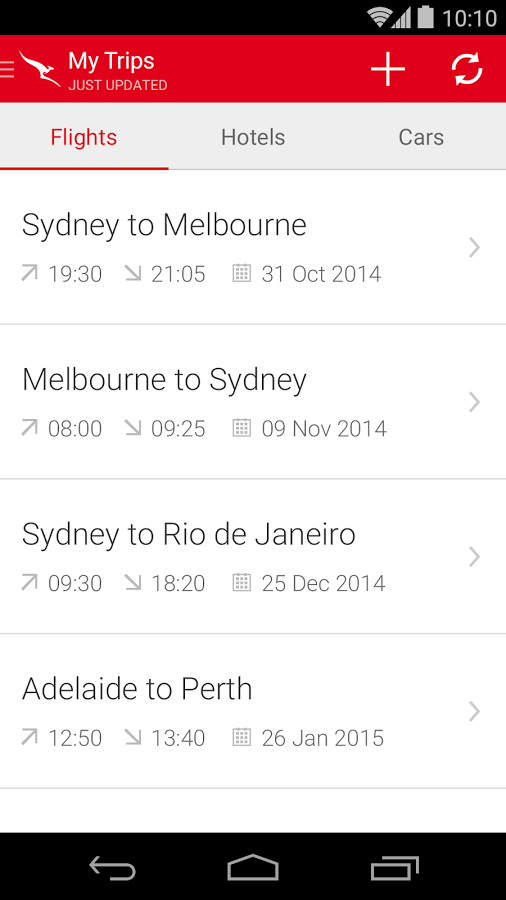 10:10
My Trips
JUST UPDATED
Flights Hotels Cars
Sydney to Melbourne
19:30 21:05 31 Oct 2014
Melbourne to Sydney
08:00 09:25 09 Nov 2014
Sydney to Rio de Janeiro
09:30 18:20 25 Dec 2014
Adelaide to Perth
12:50 13:40 26 Jan 2015